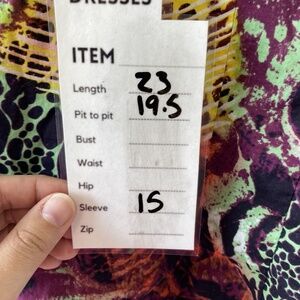 DRESSES
ITEM
Length 23
Pit to pit 19.5
Bust
Waist
Hip
Sleeve 15
Zip